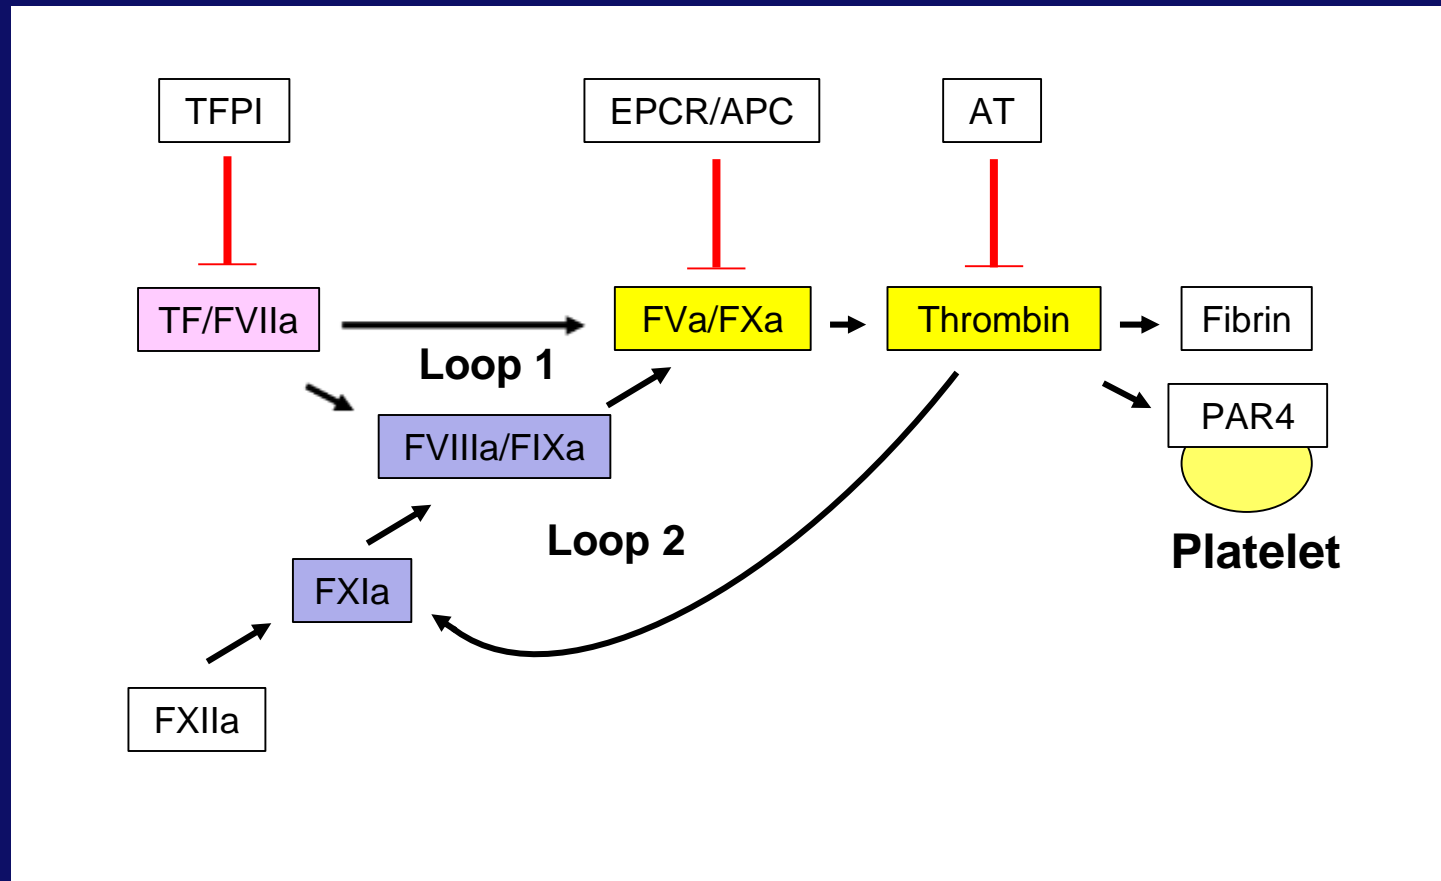 TFPI
EPCR/APC
AT
TF/FVIIa
FVa/FXa
Thrombin
Fibrin
Loop 1
PAR4
FVIIIa/FIXa
Loop 2
Platelet
FXIa
FXIIa